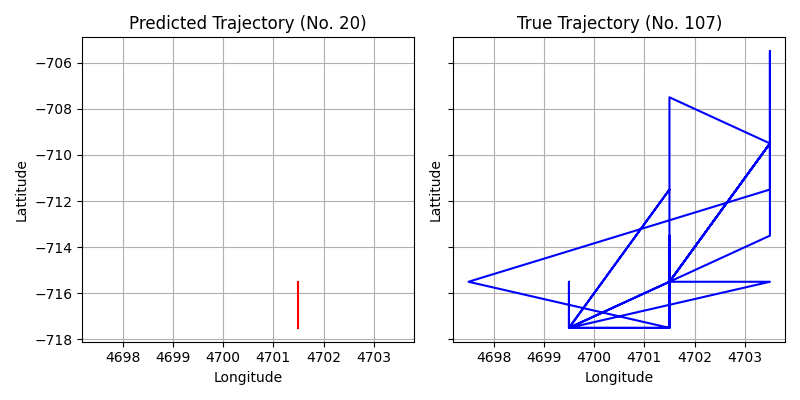 Predicted Trajectory (No. 20)
True Trajectory (No. 107)
−706
−708
−710
−712
−714
−716
−718
Lattitude
Lattitude
4698 4699 4700 4701 4702 4703
4698 4699 4700 4701 4702 4703
Longitude
Longitude